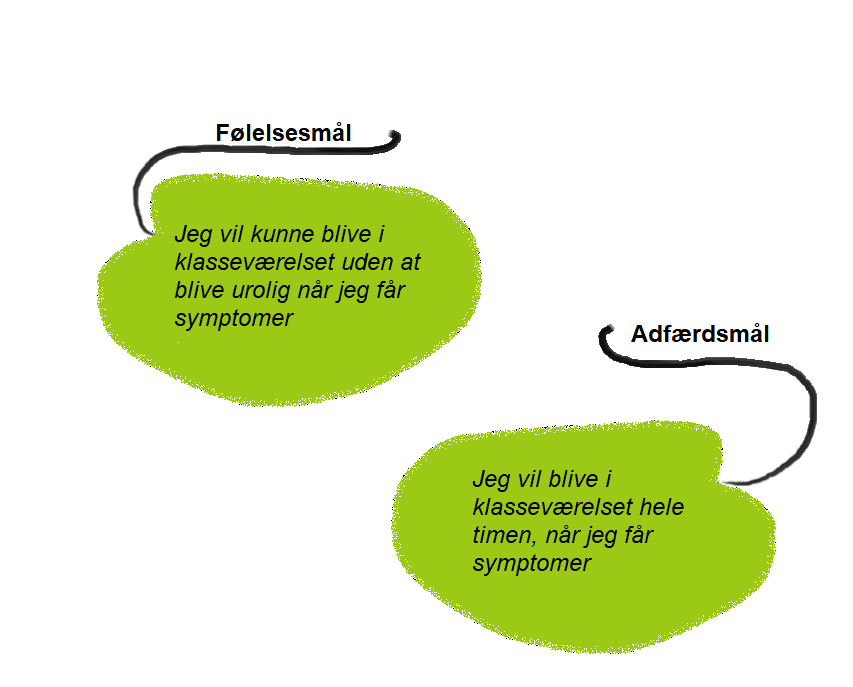 Følelsesmål
Jeg vil kunne blive i
klasseværelset uden at
blive urolig når jeg får
symptomer
Adfærdsmål
Jeg vil blive i
klasseværelset hele
timen, når jeg får
symptomer